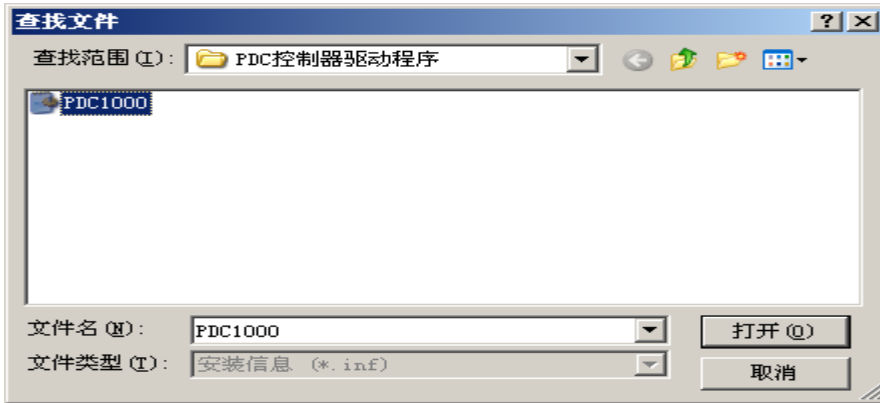 查找文件
查找范围(I): PDC控制器驱动程序
PDC1000
文件名(N): PDC1000 打开(O)
文件类型(T): 安装信息 (*.inf) 取消